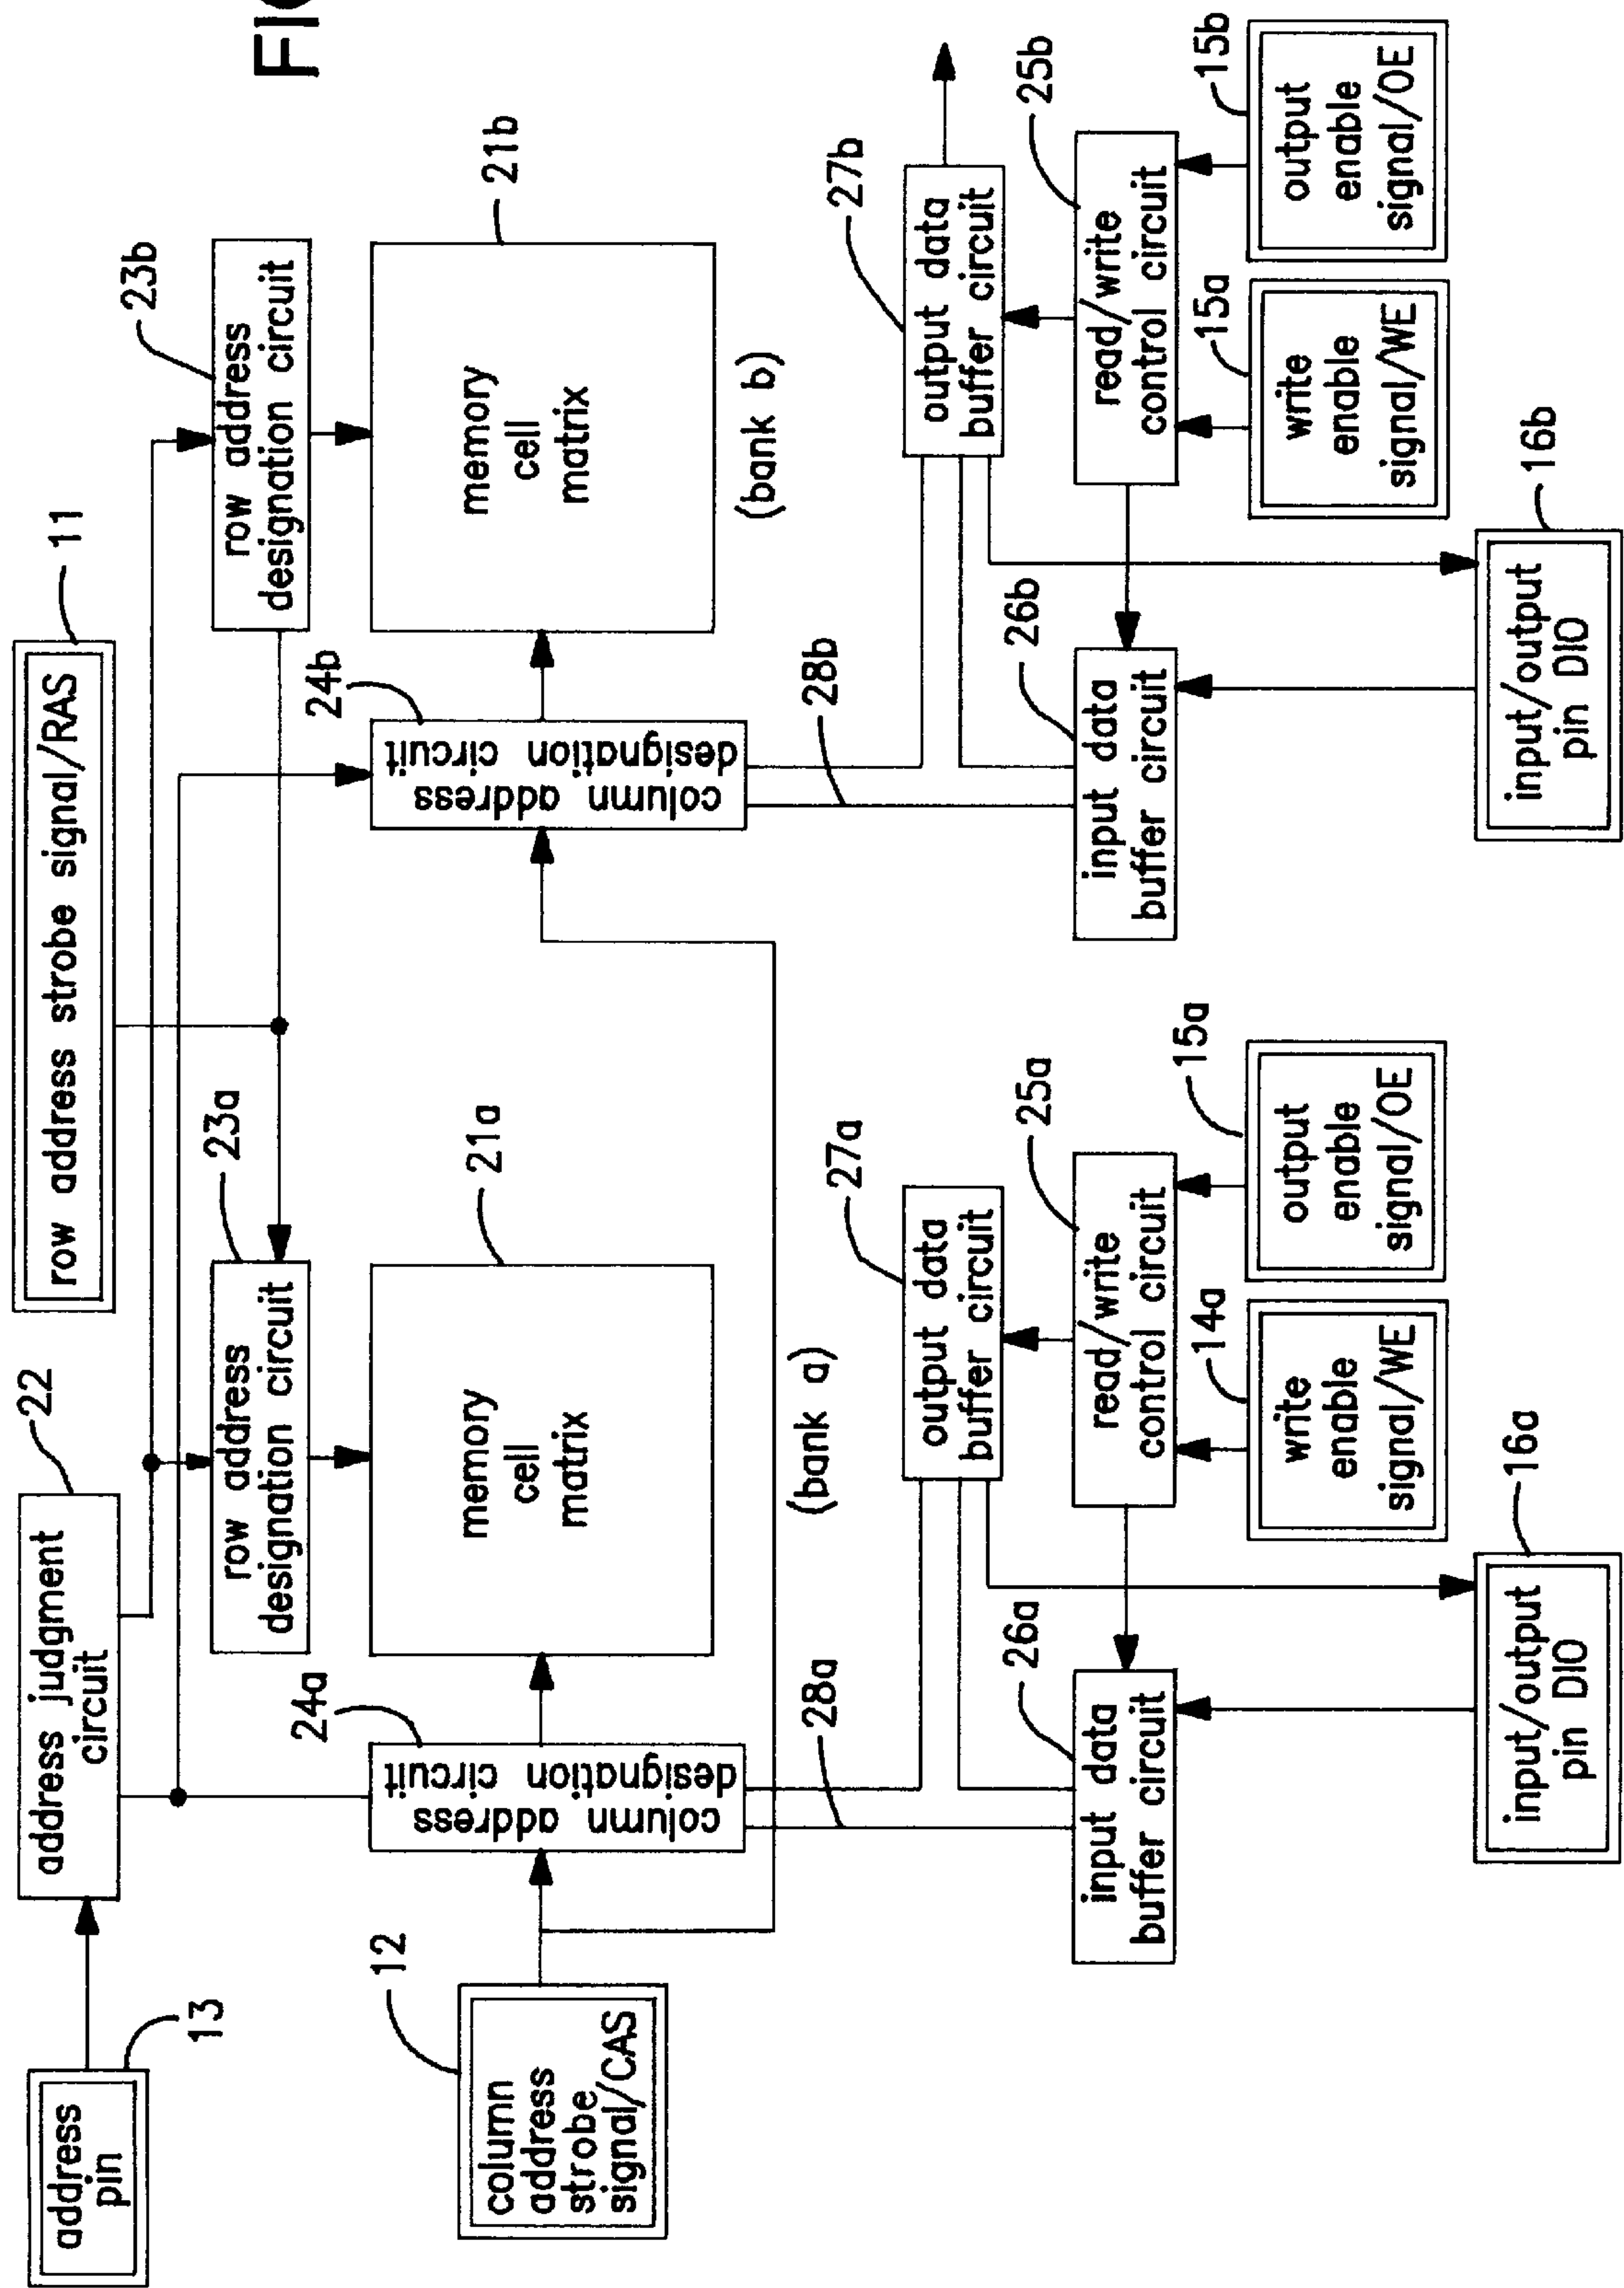 FIG
address
pin
13
address judgment
circuit
22
row address strobe signal/RAS
11
row address
designation circuit
23a
row address
designation circuit
23b
column
address
strobe
signal/CAS
12
column address
designation circuit
24a
memory
cell
matrix
21a
(bank a)
column address
designation circuit
24b
memory
cell
matrix
21b
(bank b)
28a
output data
buffer circuit
27a
28b
output data
buffer circuit
27b
input data
buffer circuit
26a
read/write
control circuit
25a
input data
buffer circuit
26b
read/write
control circuit
25b
write
enable
signal/WE
14a
output
enable
signal/OE
15a
write
enable
signal/WE
15a
output
enable
signal/OE
15b
input/output
pin DIO
16a
input/output
pin DIO
16b